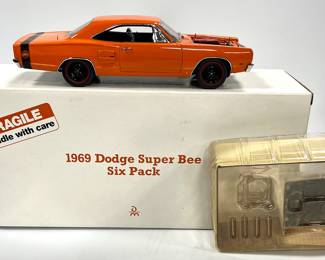 FRAGILE
handle with care
1969 Dodge Super Bee
Six Pack